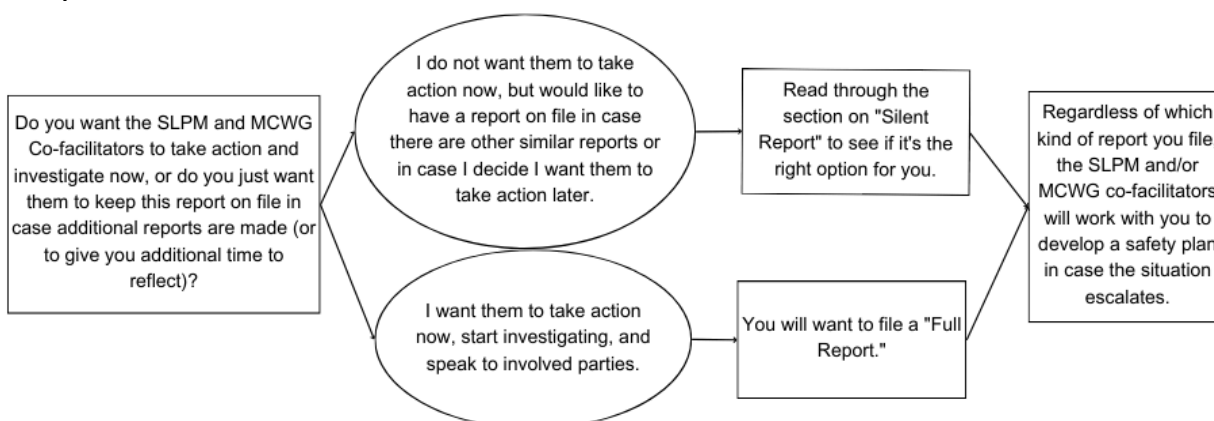 Do you want the SLPM and MCWG
Co-facilitators to take action and
investigate now, or do you just want
them to keep this report on file in
case additional reports are made (or
to give you additional time to
reflect)?
I do not want them to take
action now, but would like to
have a report on file in case
there are other similar reports or
in case I decide I want them to
take action later.
Read through the
section on "Silent
Report" to see if it's the
right option for you.
I want them to take action
now, start investigating, and
speak to involved parties.
You will want to file a "Full
Report."
Regardless of which
kind of report you file,
the SLPM and/or
MCWG co-facilitators
will work with you to
develop a safety plan
in case the situation
escalates.